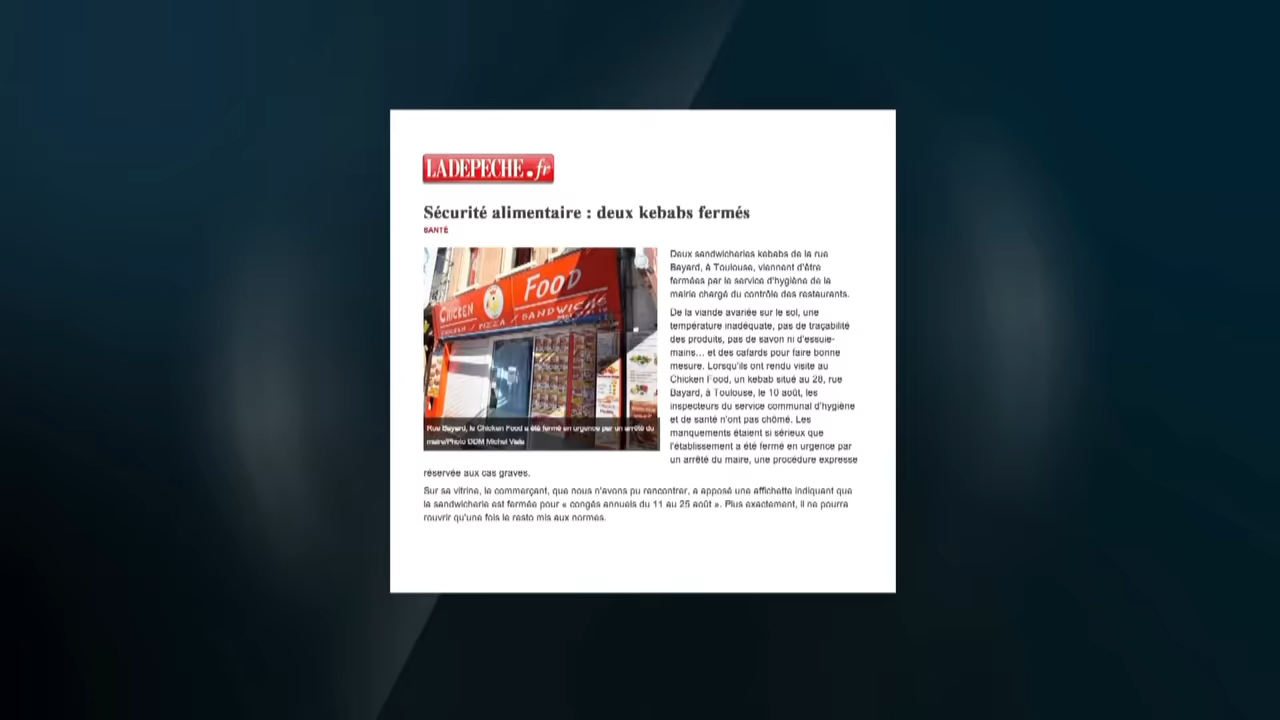 LADEPECHE.fr
Sécurité alimentaire : deux kebabs fermés
SANTÉ
CHICKEN FOOD
PIZZA / SANDWICHS
Rue Bayard, le Chicken Food a été fermé en urgence par un arrêté du
maire/Photo DDM Michel Viala
Deux sandwicheries kebabs de la rue
Bayard, à Toulouse, viennent d'être
fermées par le service d'hygiène de la
mairie chargé du contrôle des restaurants.
De la viande avariée sur le sol, une
température inadéquate, pas de traçabilité
des produits, pas de savon ni d'essuie-
mains... et des cafards pour faire bonne
mesure. Lorsqu'ils ont rendu visite au
Chicken Food, un kebab situé au 28, rue
Bayard, à Toulouse, le 10 août, les
inspecteurs du service communal d'hygiène
et de santé n'ont pas chômé. Les
manquements étaient si sérieux que
l'établissement a été fermé en urgence par
un arrêté du maire, une procédure expresse
réservée aux cas graves.
Sur sa vitrine, le commerçant, que nous n'avons pu rencontrer, a apposé une affichette indiquant que
la sandwicherie est fermée pour « congés annuels du 11 au 25 août ». Plus exactement, il ne pourra
rouvrir qu'une fois le resto mis aux normes.